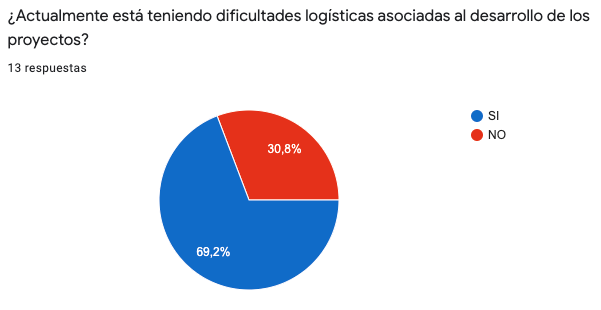 ¿Actualmente está teniendo dificultades logísticas asociadas al desarrollo de los
proyectos?
13 respuestas
SI
NO
30,8%
69,2%